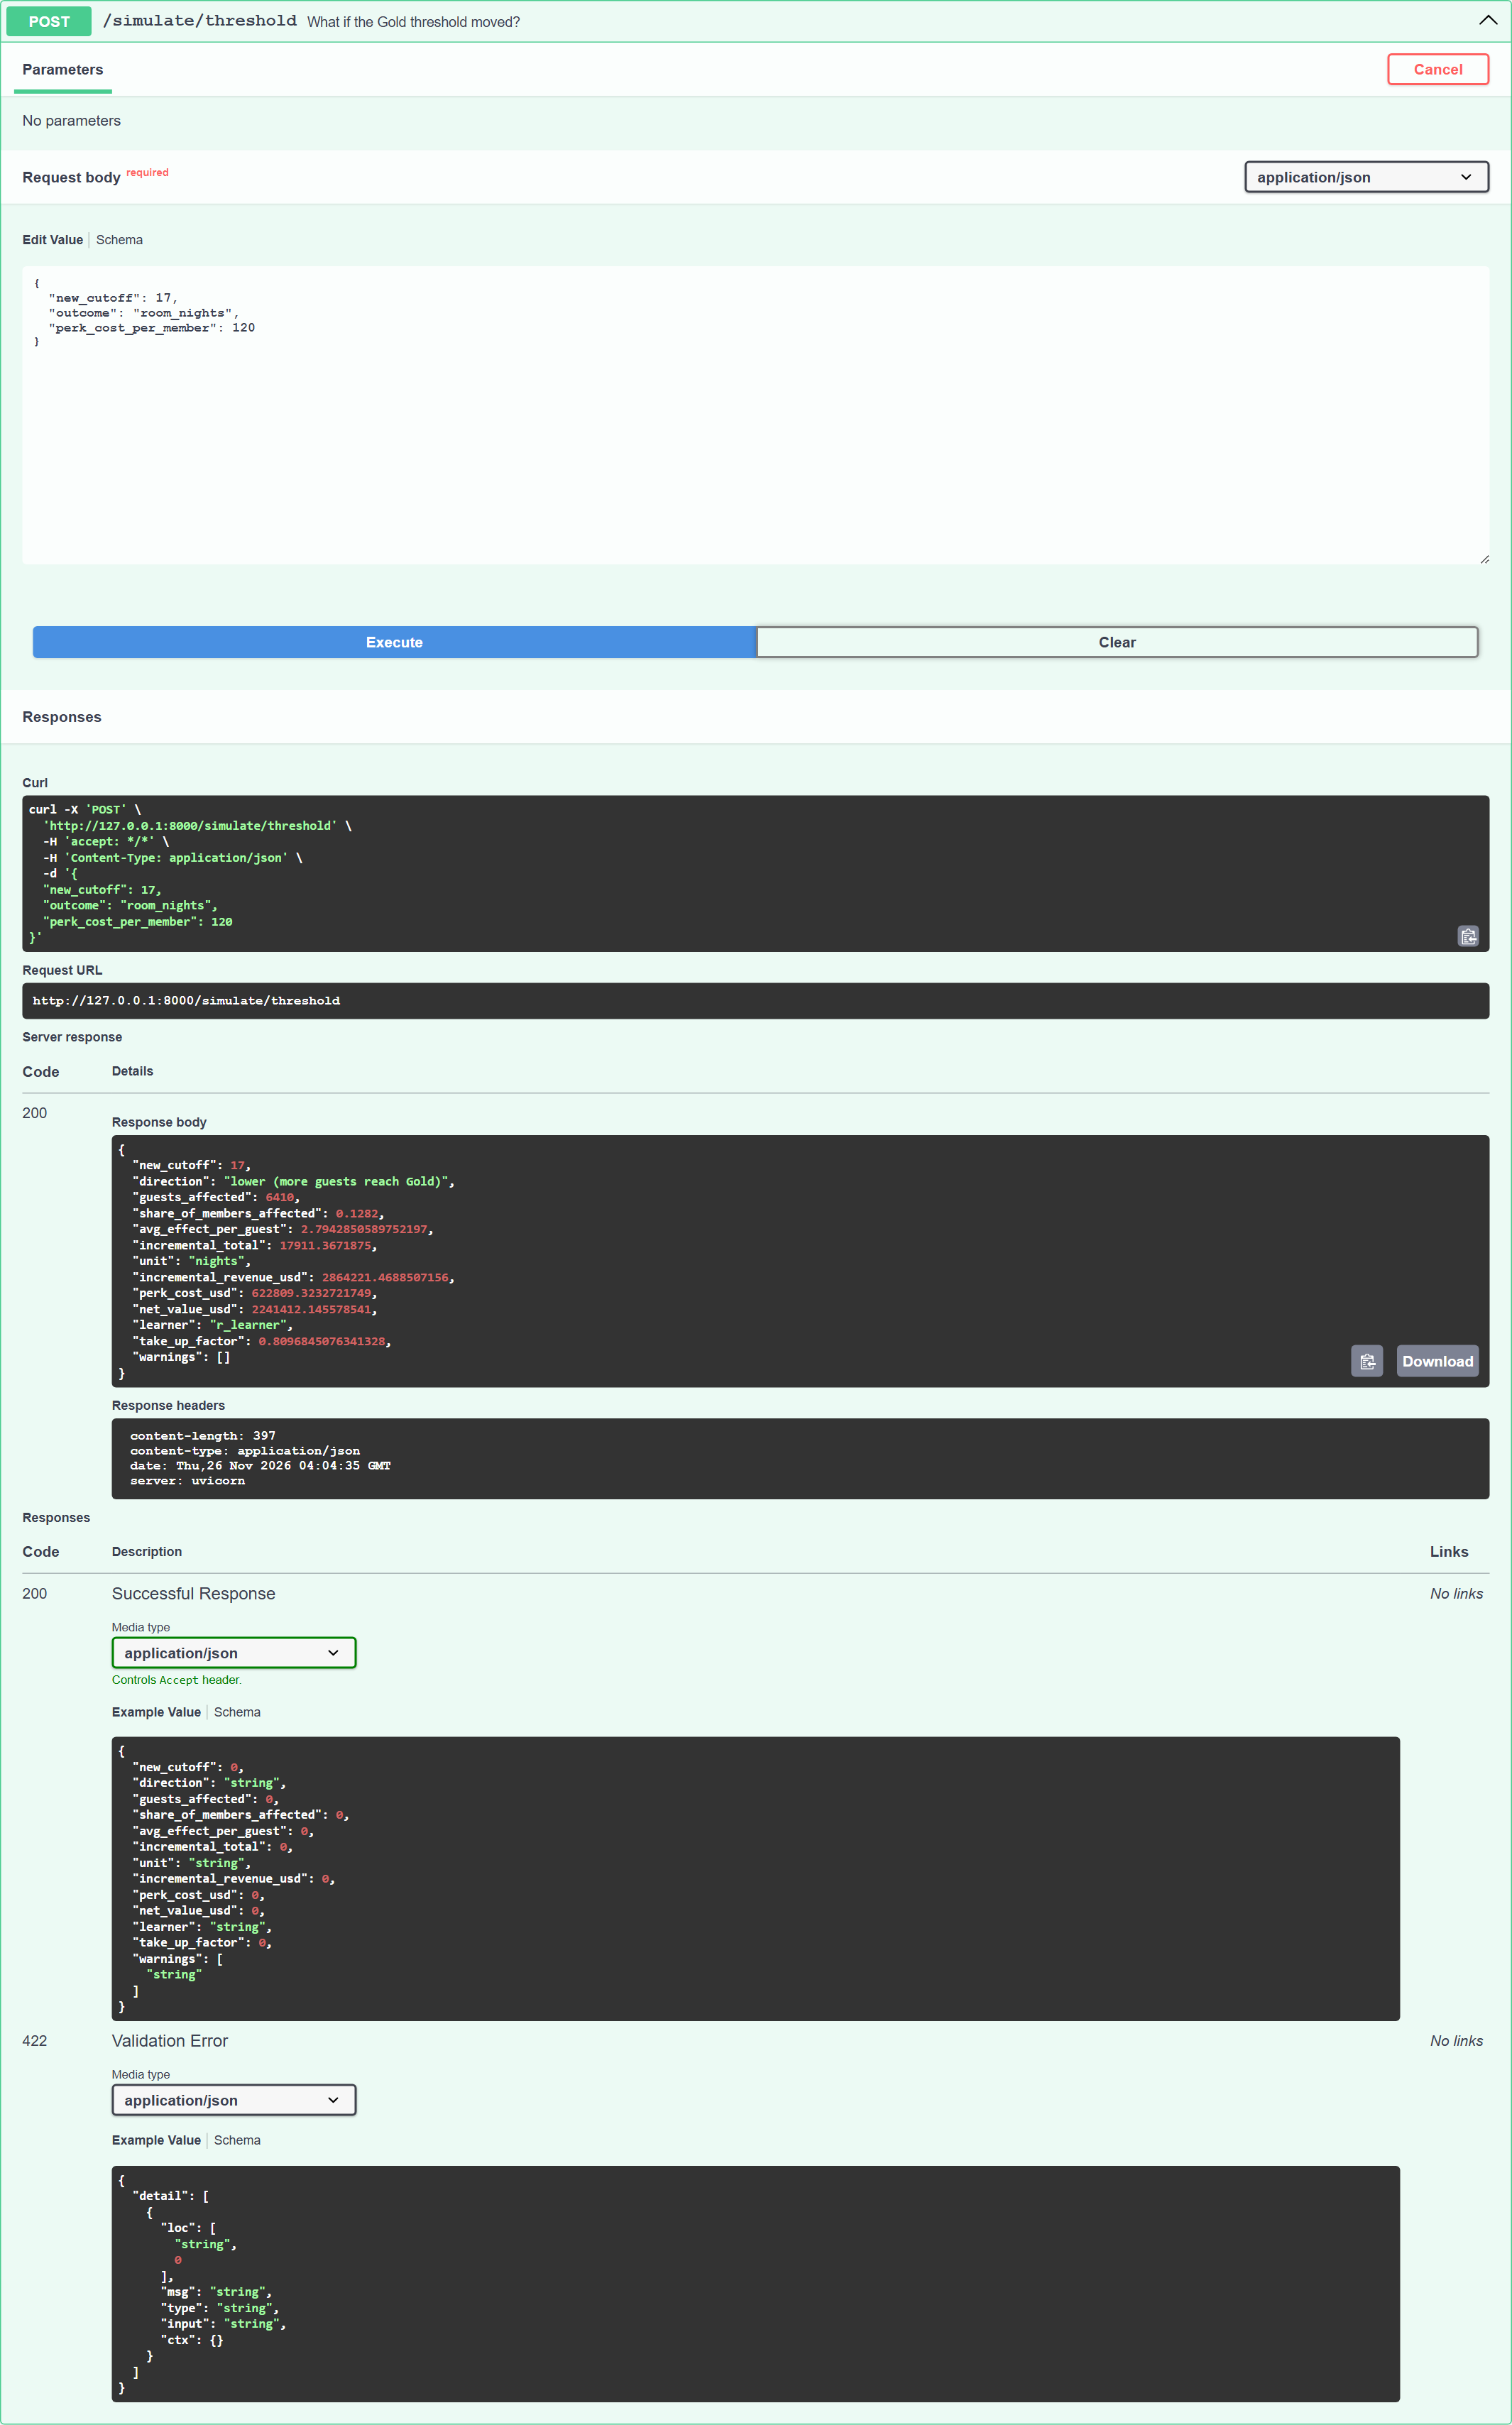 POST /simulate/threshold What if the Gold threshold moved?
Parameters
Cancel
No parameters
Request body required
application/json
Edit Value Schema
{
  "new_cutoff": 17,
  "outcome": "room_nights",
  "perk_cost_per_member": 120
}
Execute
Clear
Responses
Curl
curl -X 'POST' \
  'http://127.0.0.1:8000/simulate/threshold' \
  -H 'accept: */*' \
  -H 'Content-Type: application/json' \
  -d '{
  "new_cutoff": 17,
  "outcome": "room_nights",
  "perk_cost_per_member": 120
}'
Request URL
http://127.0.0.1:8000/simulate/threshold
Server response
Code Details
200
Response body
{
  "new_cutoff": 17,
  "direction": "lower (more guests reach Gold)",
  "guests_affected": 6410,
  "share_of_members_affected": 0.1282,
  "avg_effect_per_guest": 2.7942850589752197,
  "incremental_total": 17911.3671875,
  "unit": "nights",
  "incremental_revenue_usd": 2864221.4688507156,
  "perk_cost_usd": 622809.3232721749,
  "net_value_usd": 2241412.145578541,
  "learner": "r_learner",
  "take_up_factor": 0.8096845076341328,
  "warnings": []
}
Download
Response headers
content-length: 397
content-type: application/json
date: Thu,26 Nov 2026 04:04:35 GMT
server: uvicorn
Responses
Code Description Links
200 Successful Response No links
Media type
application/json
Controls Accept header.
Example Value Schema
{
  "new_cutoff": 0,
  "direction": "string",
  "guests_affected": 0,
  "share_of_members_affected": 0,
  "avg_effect_per_guest": 0,
  "incremental_total": 0,
  "unit": "string",
  "incremental_revenue_usd": 0,
  "perk_cost_usd": 0,
  "net_value_usd": 0,
  "learner": "string",
  "take_up_factor": 0,
  "warnings": [
    "string"
  ]
}
422 Validation Error No links
Media type
application/json
Example Value Schema
{
  "detail": [
    {
      "loc": [
        "string",
        0
      ],
      "msg": "string",
      "type": "string",
      "input": "string",
      "ctx": {}
    }
  ]
}